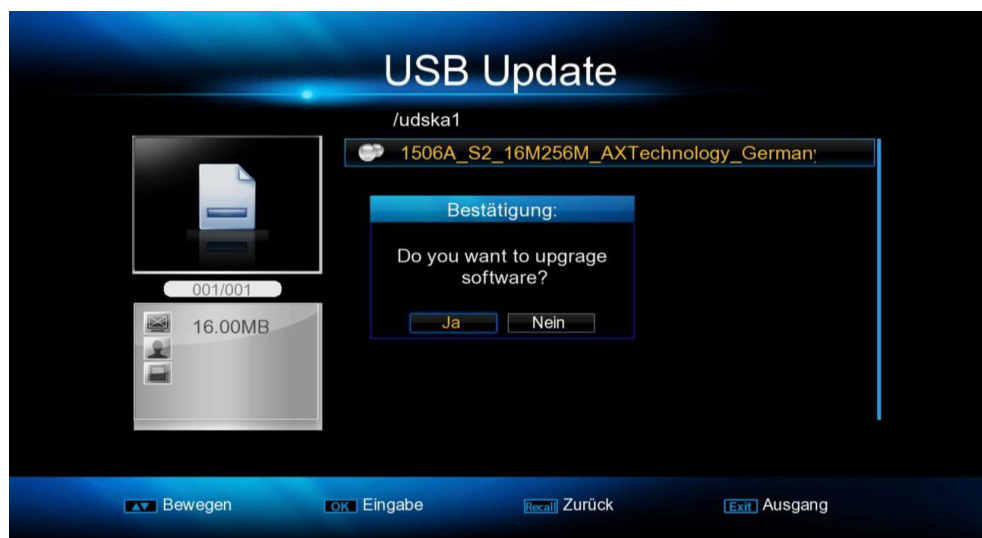 USB Update
/udska1
1506A_S2_16M256M_AXTechnology_German
Bestätigung:
Do you want to upgrage
software?
001/001
Ja Nein
16.00MB
Bewegen OK Eingabe Recall Zurück Exit Ausgang